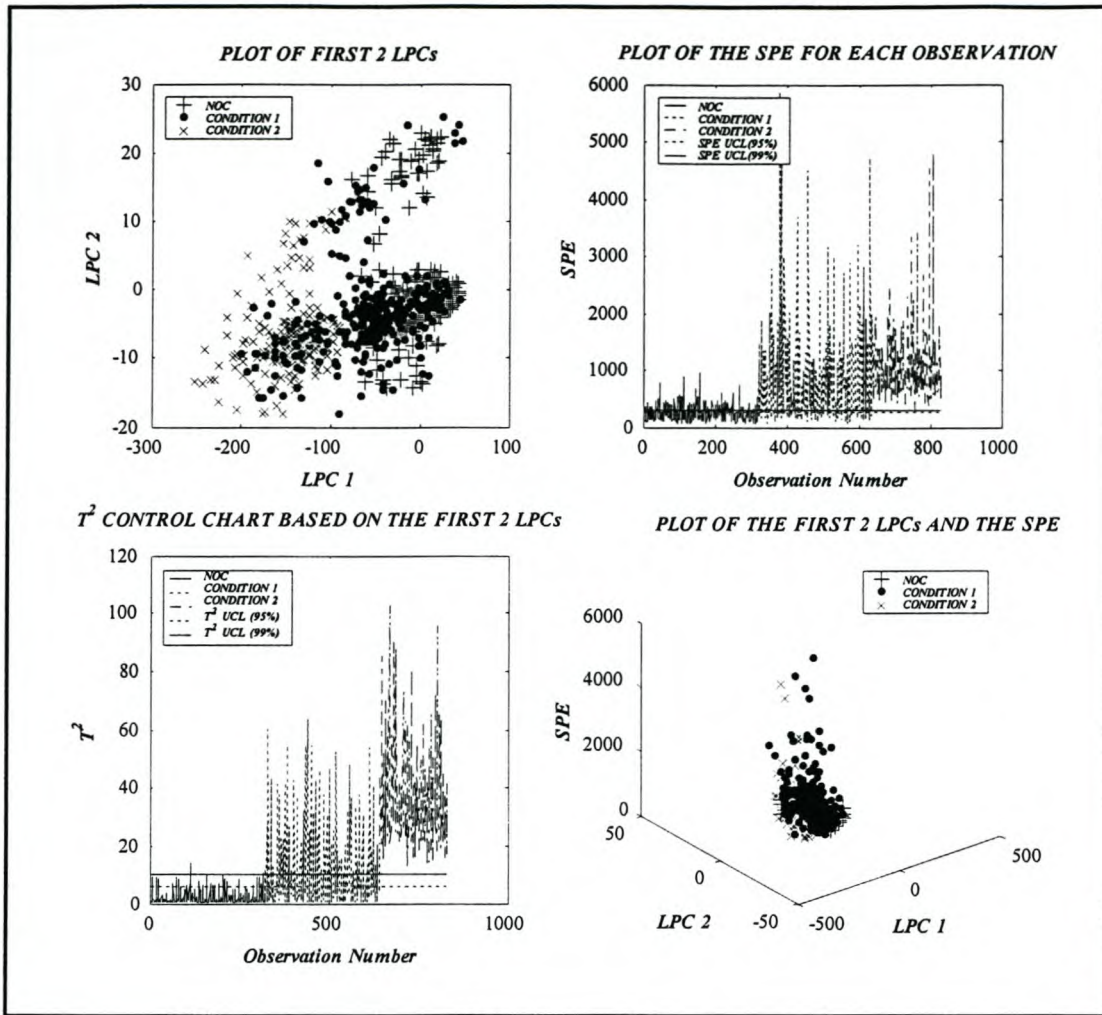 PLOT OF FIRST 2 LPCs
30
20
10
0
-10
-20
-300
-200
-100
0
100
LPC 2
LPC 1
NOC
CONDITION 1
CONDITION 2
PLOT OF THE SPE FOR EACH OBSERVATION
6000
5000
4000
3000
2000
1000
0
0
200
400
600
800
1000
SPE
Observation Number
NOC
CONDITION 1
CONDITION 2
SPE UCL(95%)
SPE UCL(99%)
T² CONTROL CHART BASED ON THE FIRST 2 LPCs
120
100
80
60
40
20
0
0
500
1000
T²
Observation Number
NOC
CONDITION 1
CONDITION 2
T² UCL (95%)
T² UCL (99%)
PLOT OF THE FIRST 2 LPCs AND THE SPE
NOC
CONDITION 1
CONDITION 2
6000
4000
2000
0
SPE
50
0
-50
LPC 2
-500
0
500
LPC 1